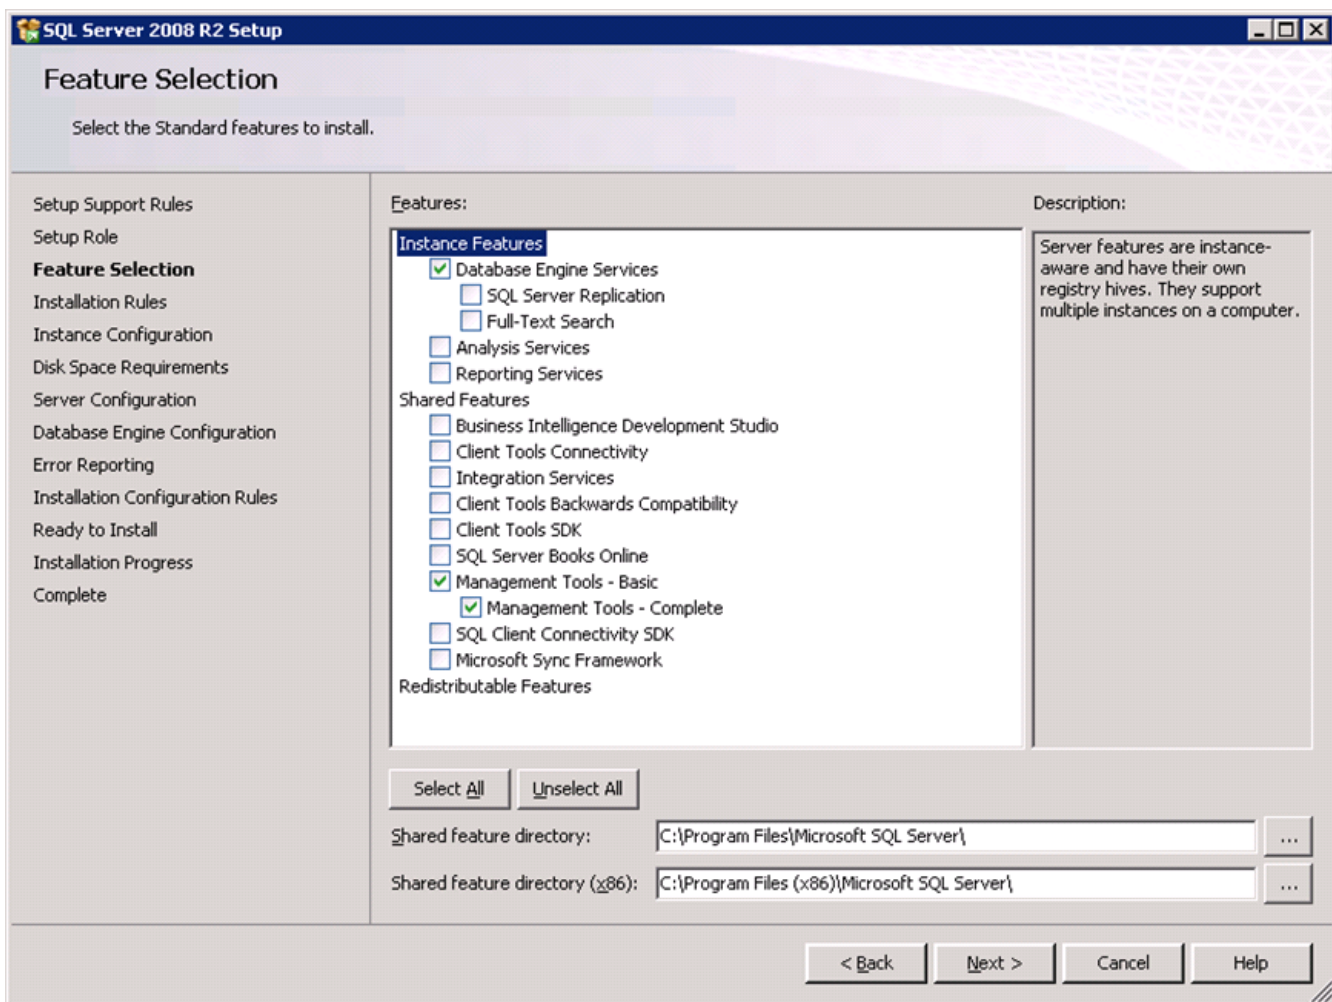 SQL Server 2008 R2 Setup
Feature Selection
Select the Standard features to install.
Setup Support Rules
Setup Role
Feature Selection
Installation Rules
Instance Configuration
Disk Space Requirements
Server Configuration
Database Engine Configuration
Error Reporting
Installation Configuration Rules
Ready to Install
Installation Progress
Complete
Features:
Instance Features
Database Engine Services
SQL Server Replication
Full-Text Search
Analysis Services
Reporting Services
Shared Features
Business Intelligence Development Studio
Client Tools Connectivity
Integration Services
Client Tools Backwards Compatibility
Client Tools SDK
SQL Server Books Online
Management Tools - Basic
Management Tools - Complete
SQL Client Connectivity SDK
Microsoft Sync Framework
Redistributable Features
Description:
Server features are instance-
aware and have their own
registry hives. They support
multiple instances on a computer.
Select All
Unselect All
Shared feature directory:
C:\Program Files\Microsoft SQL Server\
...
Shared feature directory (x86):
C:\Program Files (x86)\Microsoft SQL Server\
...
< Back
Next >
Cancel
Help